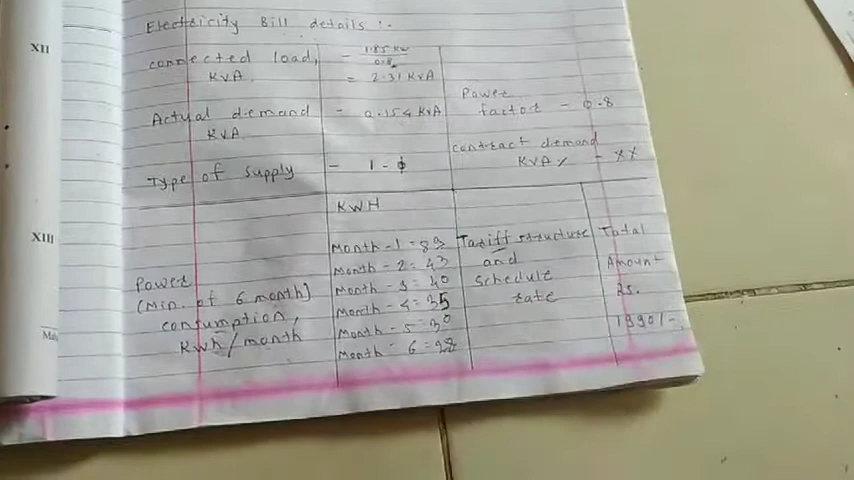 XII
Electricity Bill details :-
connected load, KVA - 1.85 KW / 0.8
= 2.31 KVA
Actual demand KVA - 0.154 KVA
Power factor - 0.8
Type of supply - 1-ϕ
contract demand KVA % - XX
KWH
XIII
Power (Min. of 6 month) consumption, Kwh/month
Month-1 = 89
Month-2 = 43
Month-3 = 40
Month-4 = 35
Month-5 = 30
Month-6 = 28
Tariff structure and schedule rate
Total Amount
Rs.
1990/-